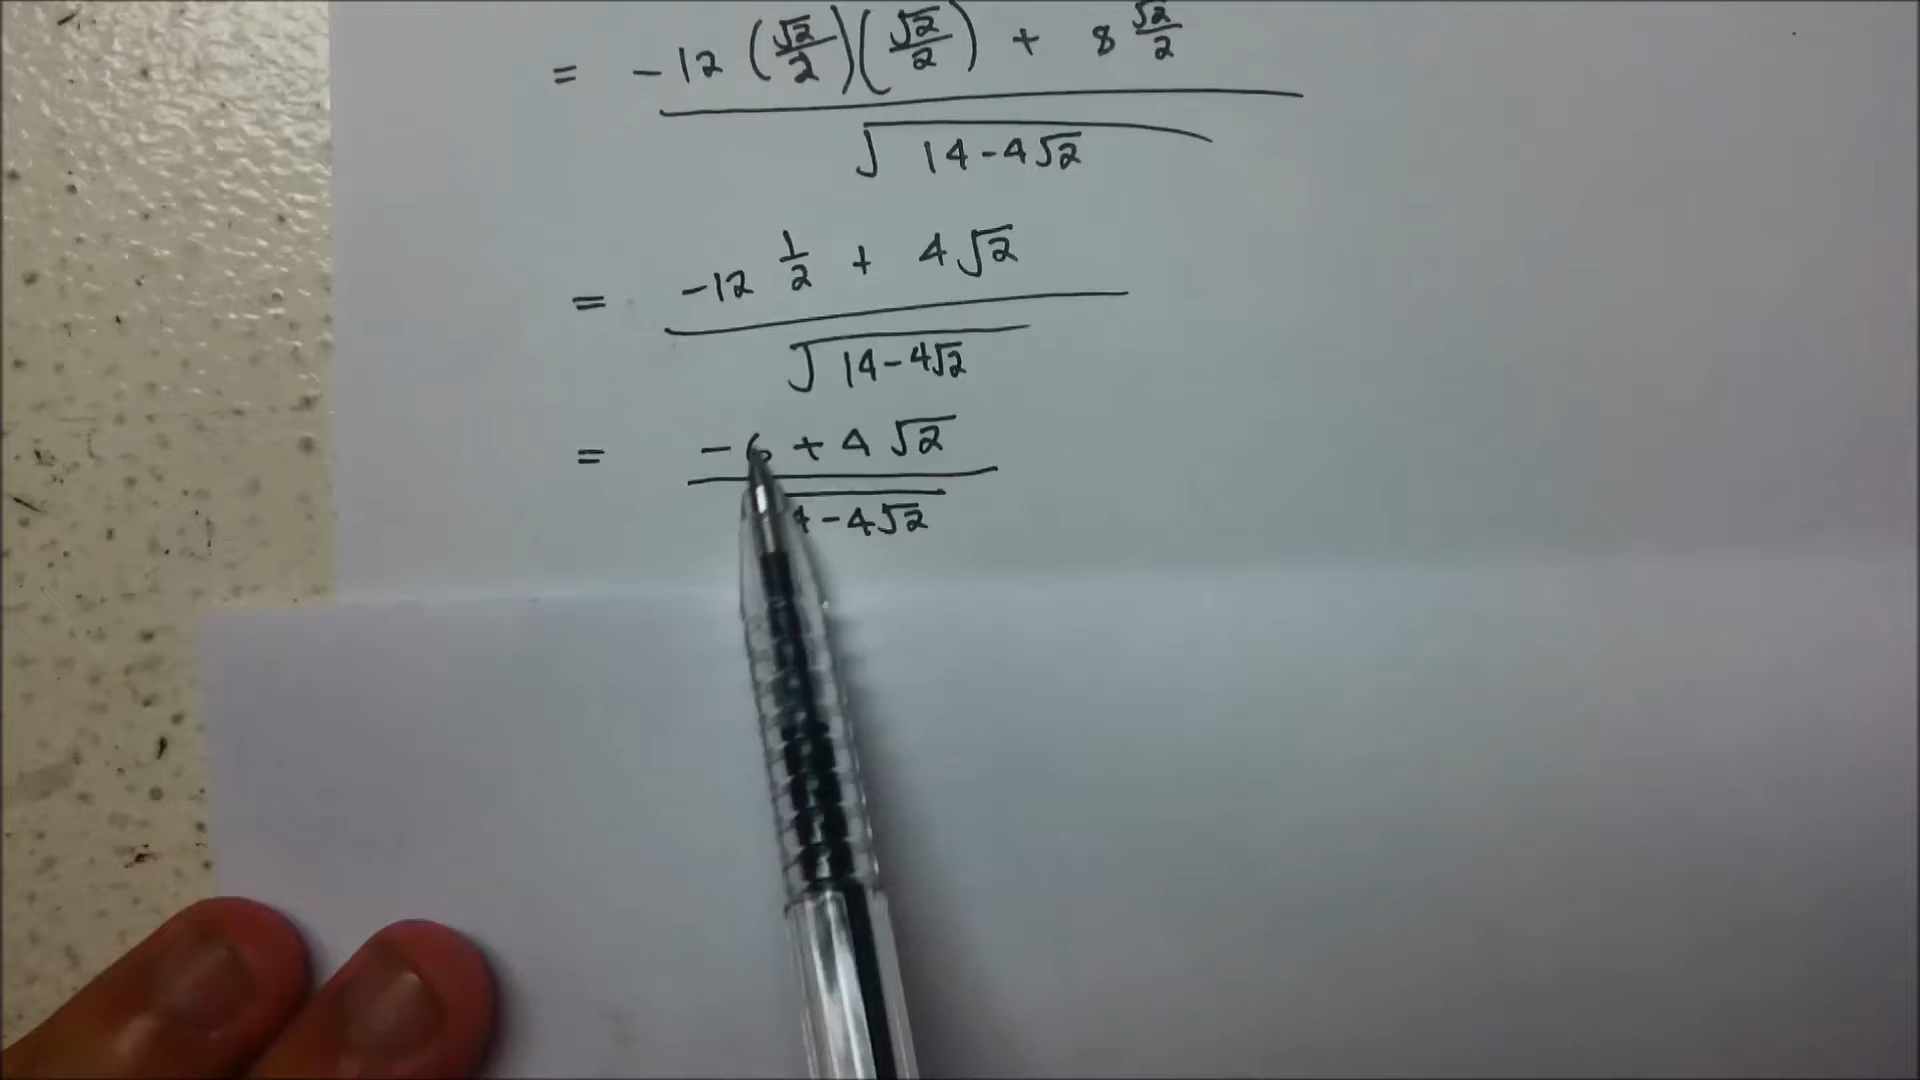 = -12 (√2/2)(√2/2) + 8 √2/2
√14-4√2
= -12 1/2 + 4√2
√14-4√2
= -6 + 4√2
4-4√2